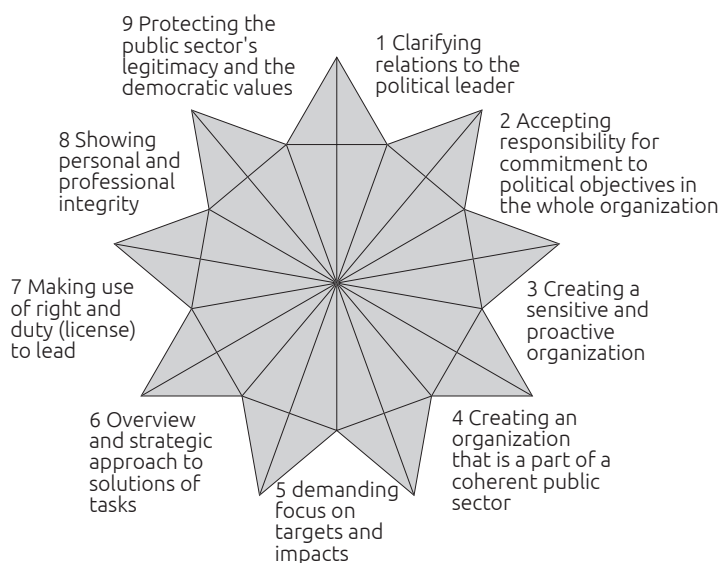 9 Protecting the
public sector's
legitimacy and the
democratic values
1 Clarifying
relations to the
political leader
2 Accepting
responsibility for
commitment to
political objectives in
the whole organization
3 Creating a
sensitive and
proactive
organization
4 Creating an
organization
that is a part of a
coherent public
sector
5 demanding
focus on
targets and
impacts
6 Overview
and strategic
approach to
solutions of
tasks
7 Making use
of right and
duty (license)
to lead
8 Showing
personal and
professional
integrity